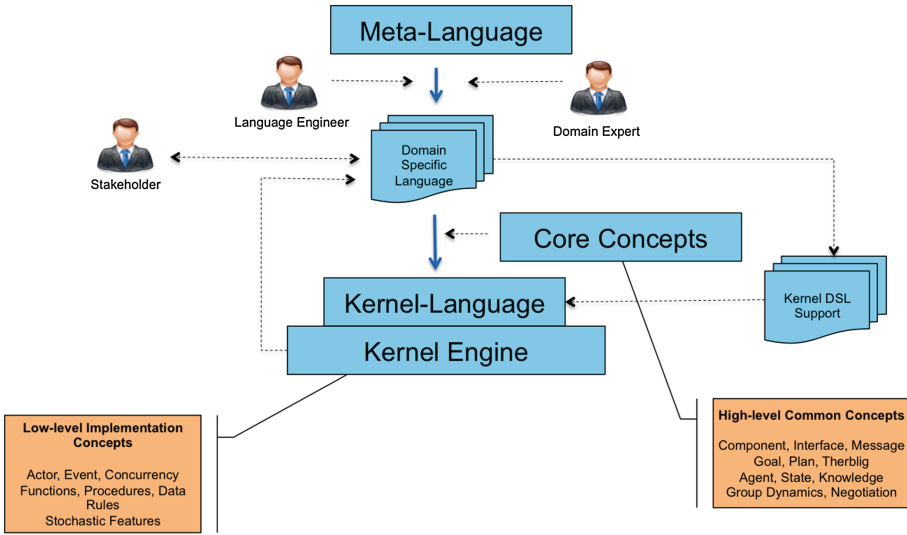 Meta-Language
Language Engineer
Domain Expert
Stakeholder
Domain
Specific
Language
Core Concepts
Kernel-Language
Kernel DSL
Support
Kernel Engine
Low-level Implementation
Concepts
Actor, Event, Concurrency
Functions, Procedures, Data
Rules
Stochastic Features
High-level Common Concepts
Component, Interface, Message
Goal, Plan, Therblig
Agent, State, Knowledge
Group Dynamics, Negotiation